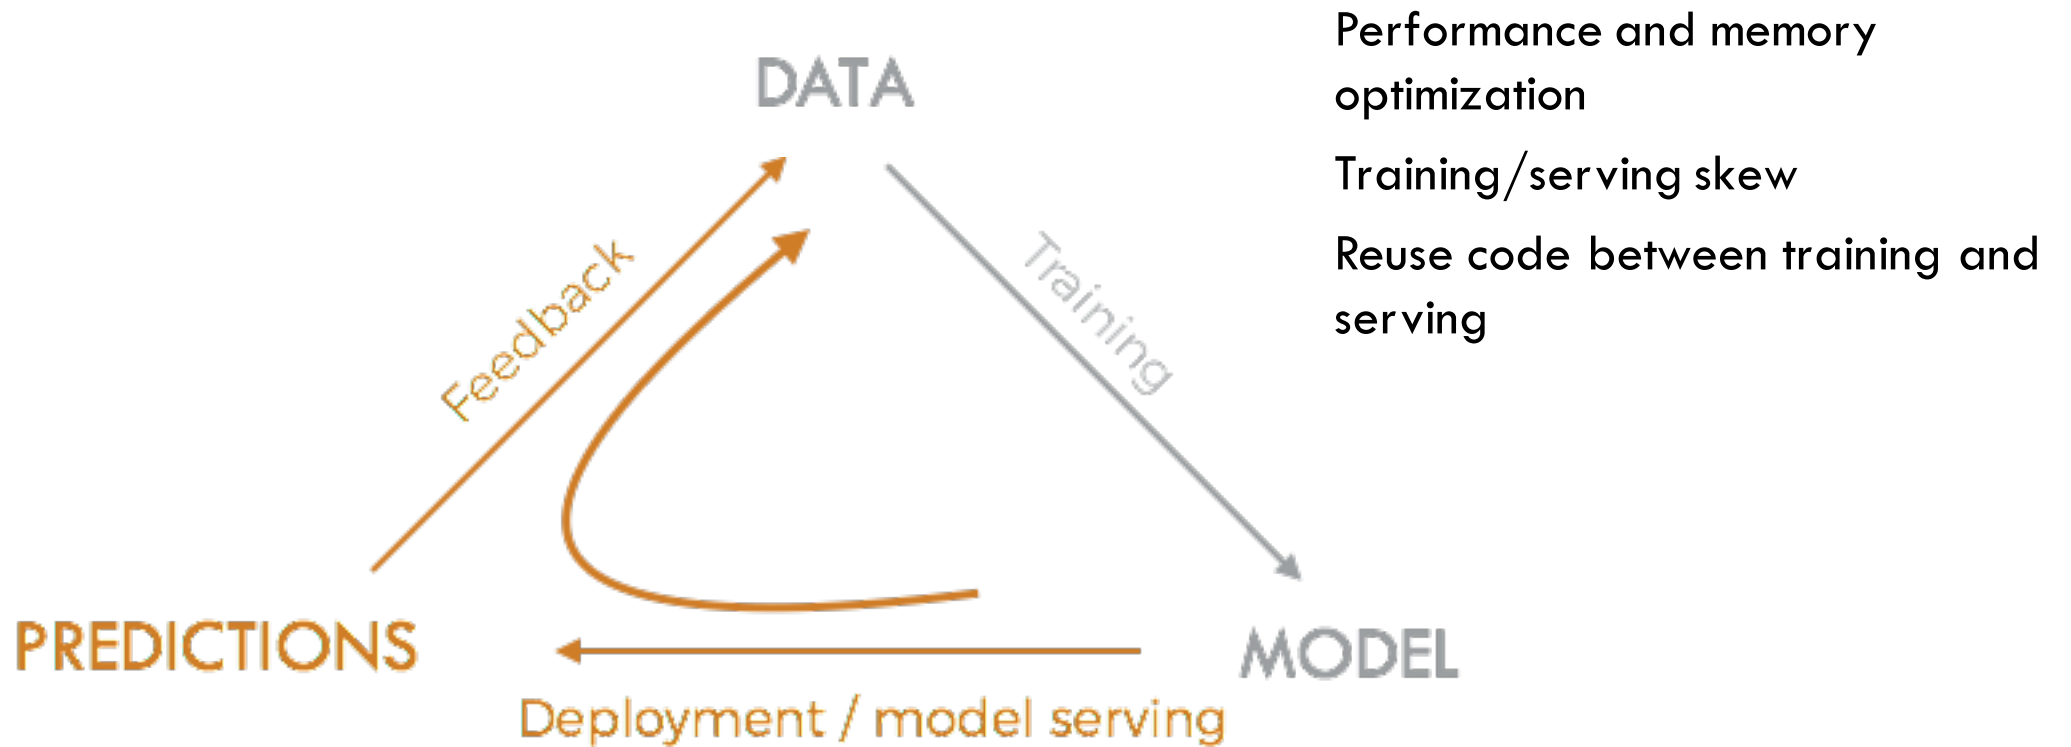 DATA
Feedback
Training
PREDICTIONS
MODEL
Deployment / model serving
Performance and memory
optimization
Training/serving skew
Reuse code between training and
serving